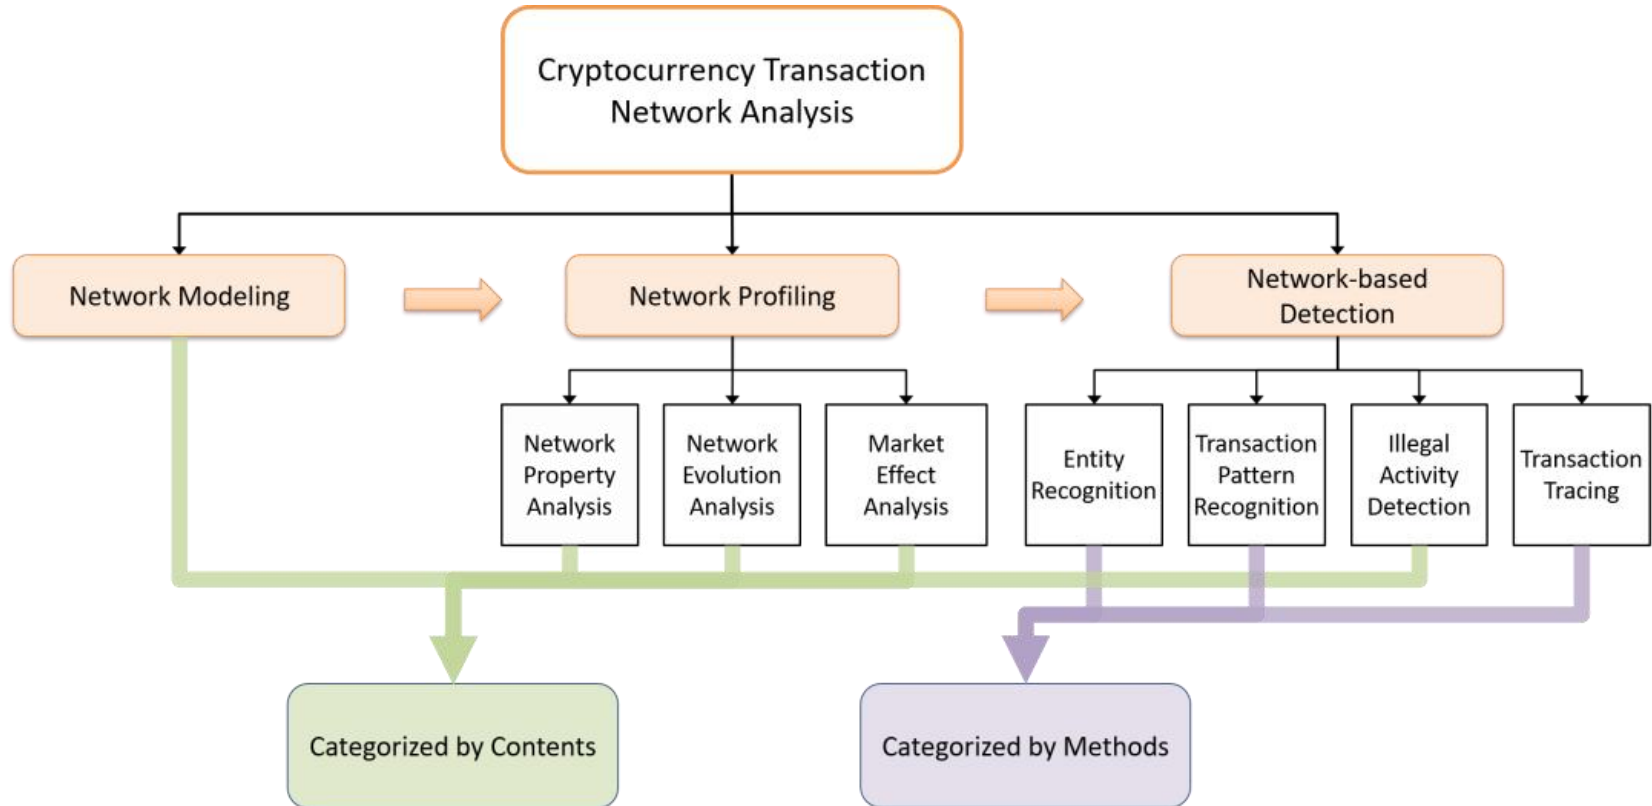 Cryptocurrency Transaction
Network Analysis
Network Modeling
Network Profiling
Network-based
Detection
Network
Property
Analysis
Network
Evolution
Analysis
Market
Effect
Analysis
Entity
Recognition
Transaction
Pattern
Recognition
Illegal
Activity
Detection
Transaction
Tracing
Categorized by Contents
Categorized by Methods